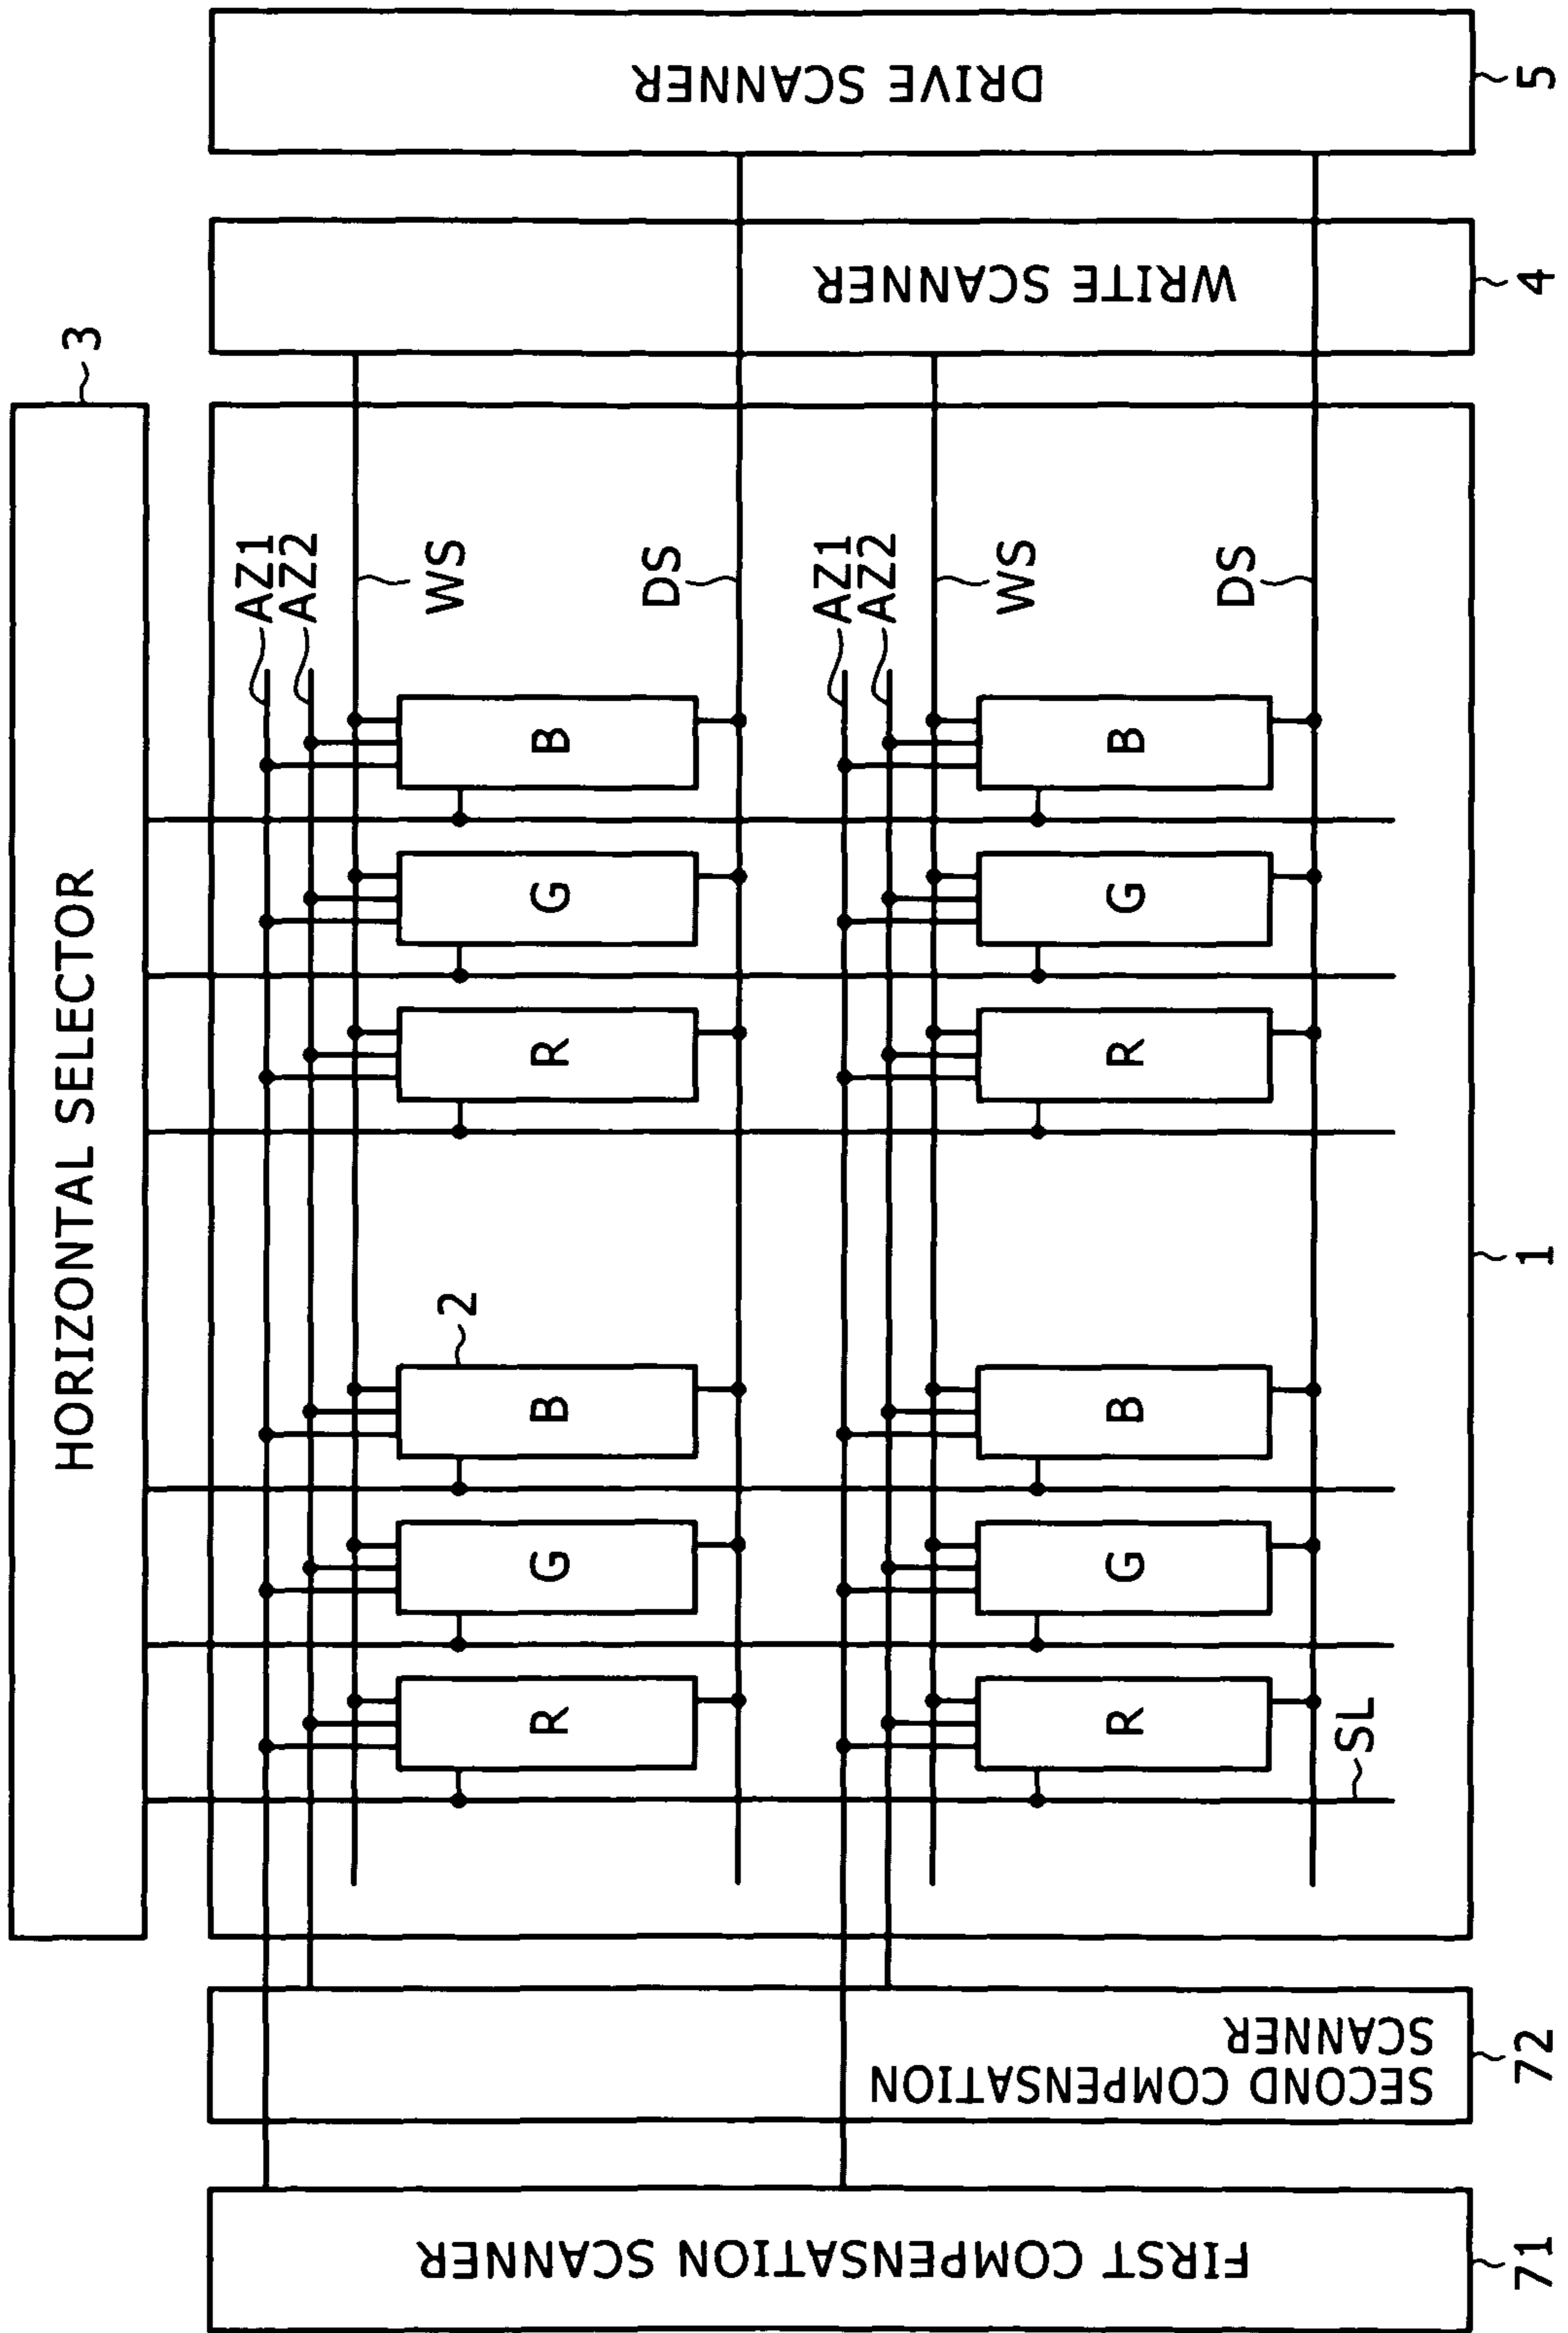 3
HORIZONTAL SELECTOR
FIRST COMPENSATION SCANNER
71
SECOND COMPENSATION
SCANNER
72
WRITE SCANNER
4
DRIVE SCANNER
5
AZ1
AZ2
WS
2
R
G
B
R
G
B
DS
AZ1
AZ2
WS
R
G
B
R
G
B
DS
SL
1